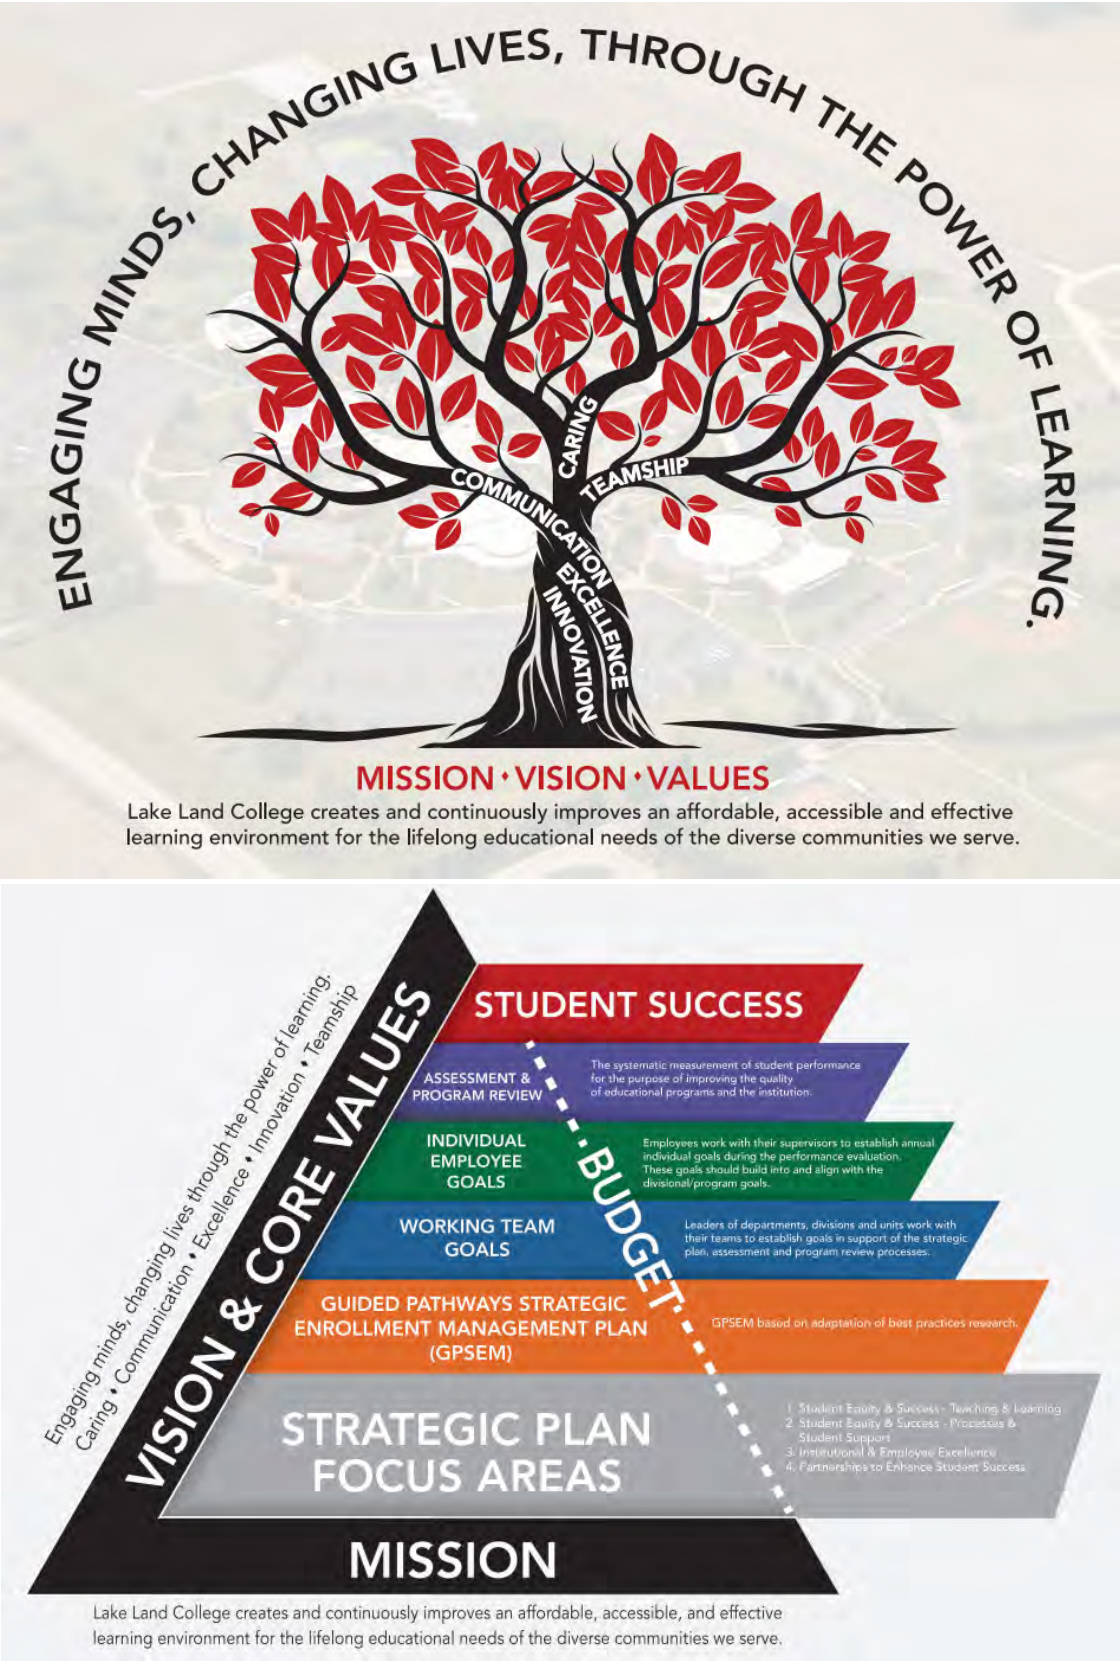 ENGAGING MINDS, CHANGING LIVES, THROUGH THE POWER OF LEARNING.
CARING
TEAMSHIP
COMMUNICATION
EXCELLENCE
INNOVATION
MISSION • VISION • VALUES
Lake Land College creates and continuously improves an affordable, accessible and effective
learning environment for the lifelong educational needs of the diverse communities we serve.
Engaging minds, changing lives through the power of learning.
Caring • Communication • Excellence • Innovation • Teamship
VISION & CORE VALUES
STUDENT SUCCESS
ASSESSMENT &
PROGRAM REVIEW
The systematic measurement of student performance
for the purpose of improving the quality
of educational programs and the institution.
INDIVIDUAL
EMPLOYEE
GOALS
Employees work with their supervisors to establish annual
individual goals during the performance evaluation.
These goals should build into and align with the
divisional/program goals.
BUDGET
WORKING TEAM
GOALS
Leaders of departments, divisions and units work with
their teams to establish goals in support of the strategic
plan, assessment and program review processes.
GUIDED PATHWAYS STRATEGIC
ENROLLMENT MANAGEMENT PLAN
(GPSEM)
GPSEM based on adaptation of best practices research.
STRATEGIC PLAN
FOCUS AREAS
1. Student Equity & Success - Teaching & Learning
2. Student Equity & Success - Processes &
Student Support
3. Institutional & Employee Excellence
4. Partnerships to Enhance Student Success
MISSION
Lake Land College creates and continuously improves an affordable, accessible, and effective
learning environment for the lifelong educational needs of the diverse communities we serve.